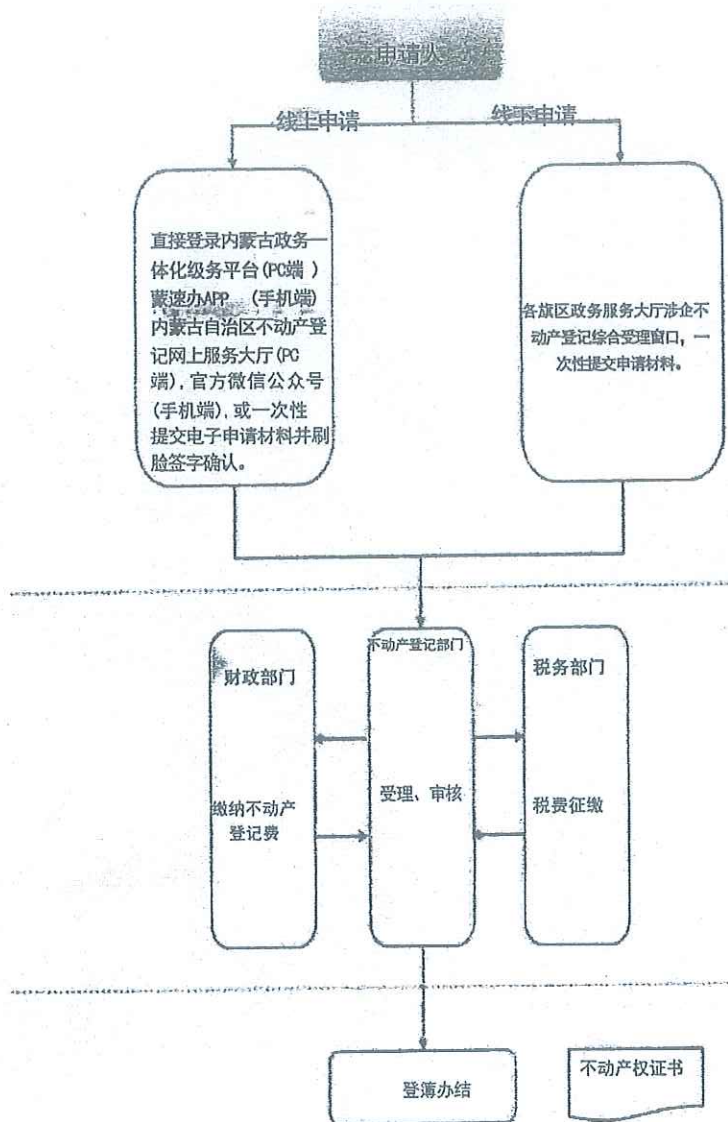 申请人
线上申请
线下申请
直接登录内蒙古政务一
体化级务平台(PC端)
蒙速办APP (手机端)
内蒙古自治区不动产登
记网上服务大厅(PC
端),官方微信公众号
(手机端),或一次性
提交电子申请材料并刷
脸签字确认。
各旗区政务服务大厅涉企不
动产登记综合受理窗口，一
次性提交申请材料。
财政部门
缴纳不动产
登记费
不动产登记部门
受理、审核
税务部门
税费征缴
登簿办结
不动产权证书